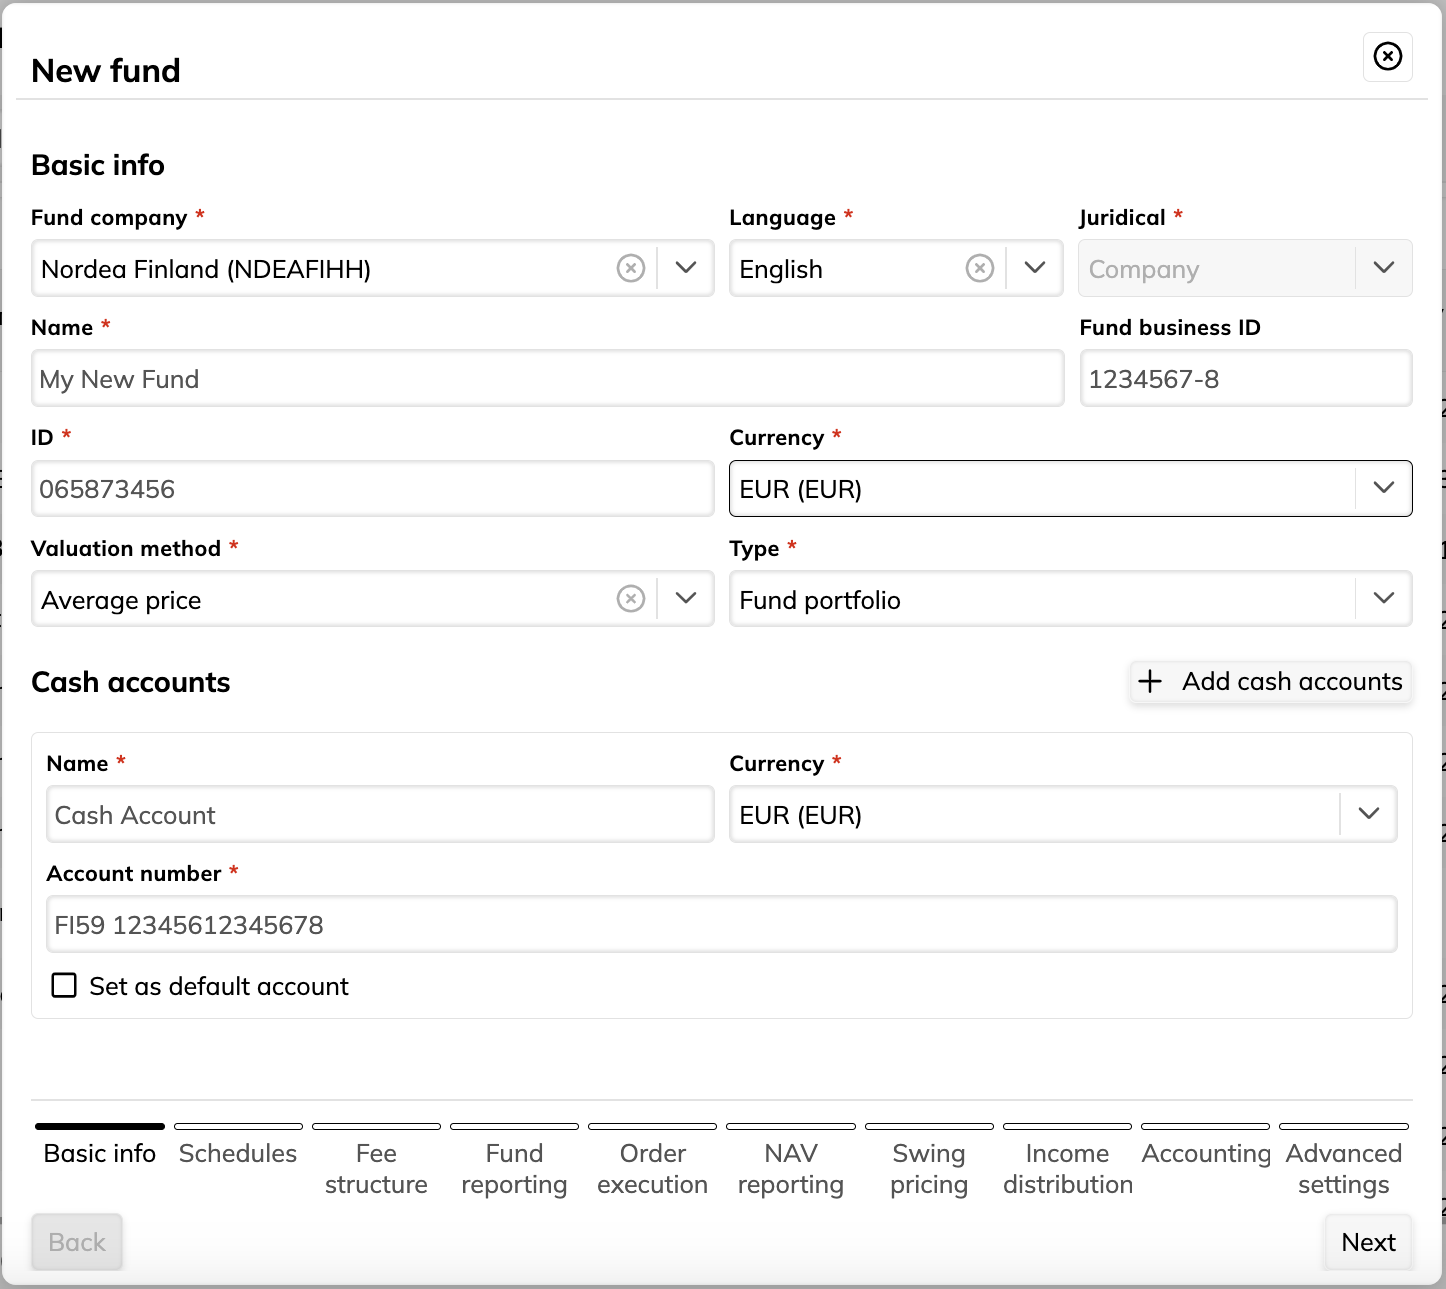 New fund
Basic info
Fund company *
Language *
Juridical *
Nordea Finland (NDEAFIHH)
English
Company
Name *
Fund business ID
My New Fund
1234567-8
ID *
Currency *
065873456
EUR (EUR)
Valuation method *
Type *
Average price
Fund portfolio
Cash accounts
Add cash accounts
Name *
Currency *
Cash Account
EUR (EUR)
Account number *
FI59 12345612345678
Set as default account
Basic info
Schedules
Fee
structure
Fund
reporting
Order
execution
NAV
reporting
Swing
pricing
Income
distribution
Accounting
Advanced
settings
Back
Next